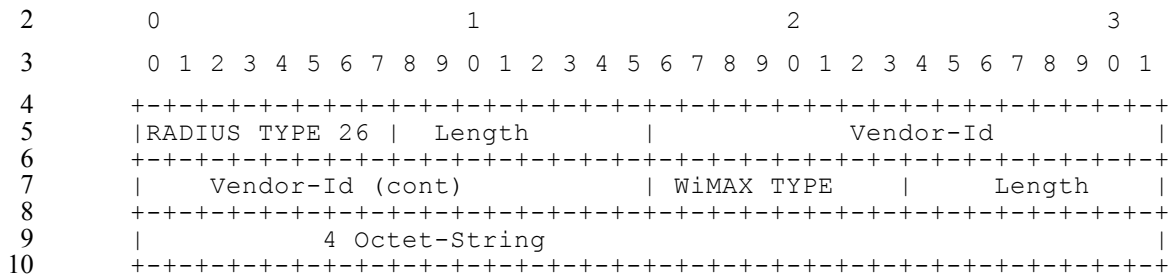 2 0 1 2 3
3 0 1 2 3 4 5 6 7 8 9 0 1 2 3 4 5 6 7 8 9 0 1 2 3 4 5 6 7 8 9 0 1
4 +-+-+-+-+-+-+-+-+-+-+-+-+-+-+-+-+-+-+-+-+-+-+-+-+-+-+-+-+-+-+-+-+
5 |RADIUS TYPE 26 | Length | Vendor-Id |
6 +-+-+-+-+-+-+-+-+-+-+-+-+-+-+-+-+-+-+-+-+-+-+-+-+-+-+-+-+-+-+-+-+
7 | Vendor-Id (cont) | WiMAX TYPE | Length |
8 +-+-+-+-+-+-+-+-+-+-+-+-+-+-+-+-+-+-+-+-+-+-+-+-+-+-+-+-+-+-+-+-+
9 | 4 Octet-String |
10 +-+-+-+-+-+-+-+-+-+-+-+-+-+-+-+-+-+-+-+-+-+-+-+-+-+-+-+-+-+-+-+-+